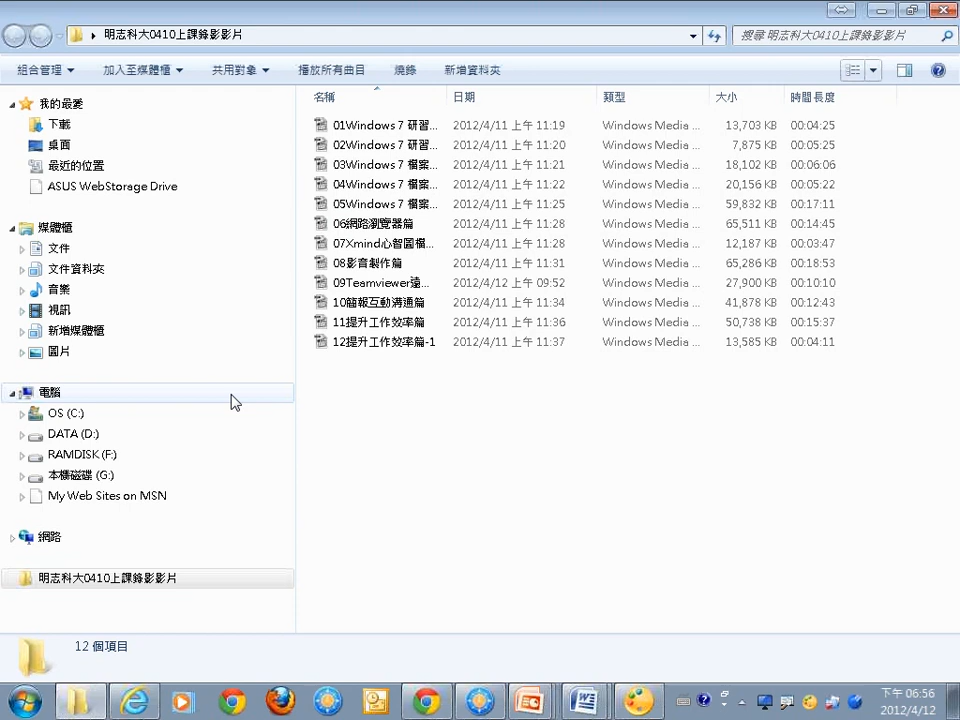 明志科大0410上課錄影影片
搜尋 明志科大0410上課錄影影片
組合管理 加入至媒體櫃 共用對象 播放所有曲目 燒錄 新增資料夾
名稱 日期 類型 大小 時間長度
我的最愛
下載
桌面
最近的位置
ASUS WebStorage Drive
媒體櫃
文件
文件資料夾
音樂
視訊
新增媒體櫃
圖片
電腦
OS (C:)
DATA (D:)
RAMDISK (F:)
本機磁碟 (G:)
My Web Sites on MSN
網路
明志科大0410上課錄影影片
01Windows 7 研習... 2012/4/11 上午 11:19 Windows Media ... 13,703 KB 00:04:25
02Windows 7 研習... 2012/4/11 上午 11:20 Windows Media ... 7,875 KB 00:05:25
03Windows 7 檔案... 2012/4/11 上午 11:21 Windows Media ... 18,102 KB 00:06:06
04Windows 7 檔案... 2012/4/11 上午 11:22 Windows Media ... 20,156 KB 00:05:22
05Windows 7 檔案... 2012/4/11 上午 11:25 Windows Media ... 59,832 KB 00:17:11
06網路瀏覽器篇 2012/4/11 上午 11:28 Windows Media ... 65,511 KB 00:14:45
07Xmind心智圖檔... 2012/4/11 上午 11:28 Windows Media ... 12,187 KB 00:03:47
08影音製作篇 2012/4/11 上午 11:31 Windows Media ... 65,286 KB 00:18:53
09Teamviewer遠... 2012/4/12 上午 09:52 Windows Media ... 27,900 KB 00:10:10
10簡報互動溝通篇 2012/4/11 上午 11:34 Windows Media ... 41,878 KB 00:12:43
11提升工作效率篇 2012/4/11 上午 11:36 Windows Media ... 50,738 KB 00:15:37
12提升工作效率篇-1 2012/4/11 上午 11:37 Windows Media ... 13,585 KB 00:04:11
12 個項目
下午 06:56
2012/4/12